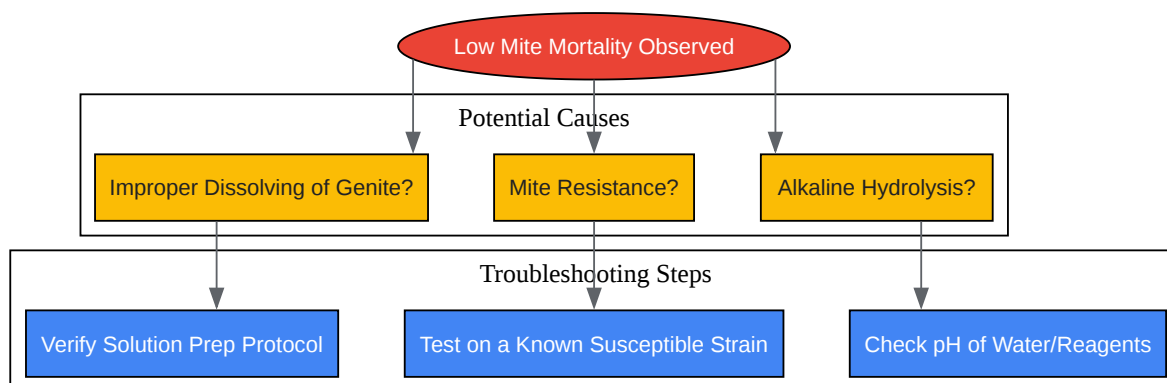 Low Mite Mortality Observed
Potential Causes
Improper Dissolving of Genite?
Mite Resistance?
Alkaline Hydrolysis?
Troubleshooting Steps
Verify Solution Prep Protocol
Test on a Known Susceptible Strain
Check pH of Water/Reagents